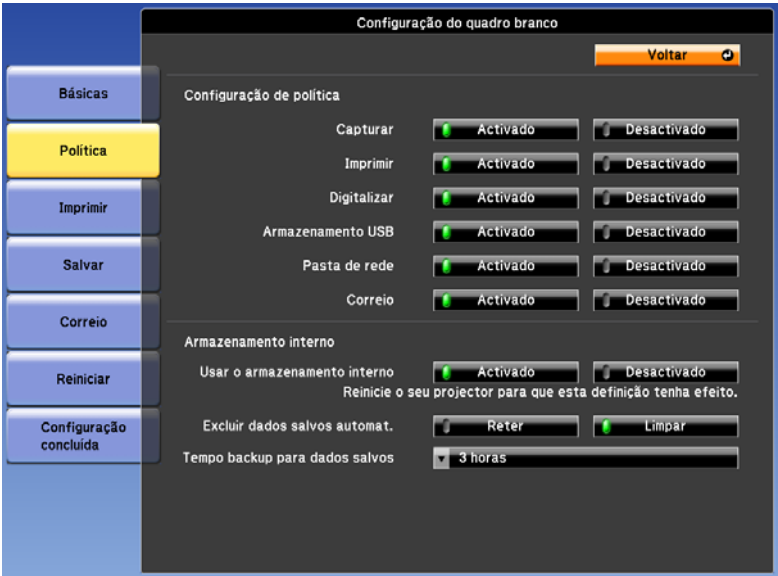 Configuração do quadro branco
Voltar
Básicas
Política
Imprimir
Salvar
Correio
Reiniciar
Configuração
concluída
Configuração de política
Capturar Activado Desactivado
Imprimir Activado Desactivado
Digitalizar Activado Desactivado
Armazenamento USB Activado Desactivado
Pasta de rede Activado Desactivado
Correio Activado Desactivado
Armazenamento interno
Usar o armazenamento interno Activado Desactivado
Reinicie o seu projector para que esta definição tenha efeito.
Excluir dados salvos automat. Reter Limpar
Tempo backup para dados salvos 3 horas